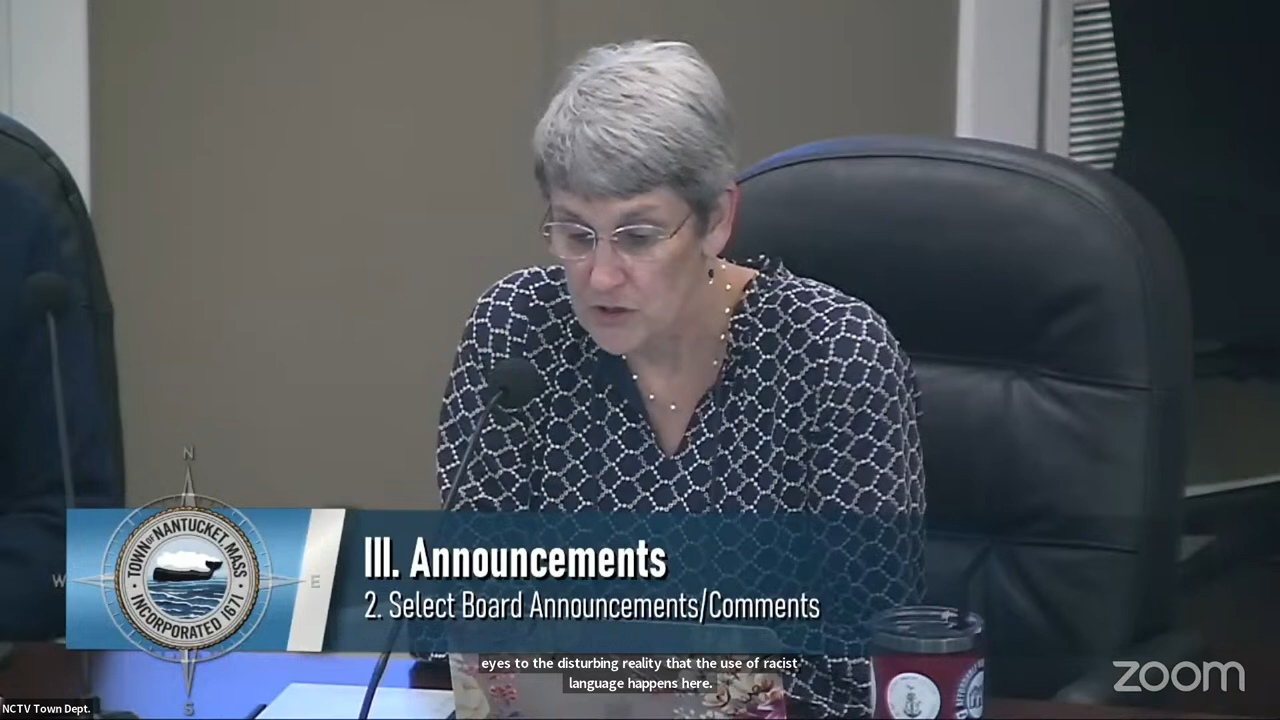 N
W
E
S
TOWN OF NANTUCKET, MASS
INCORPORATED 1671
III. Announcements
2. Select Board Announcements/Comments
eyes to the disturbing reality that the use of racist
language happens here.
zoom
NCTV Town Dept.